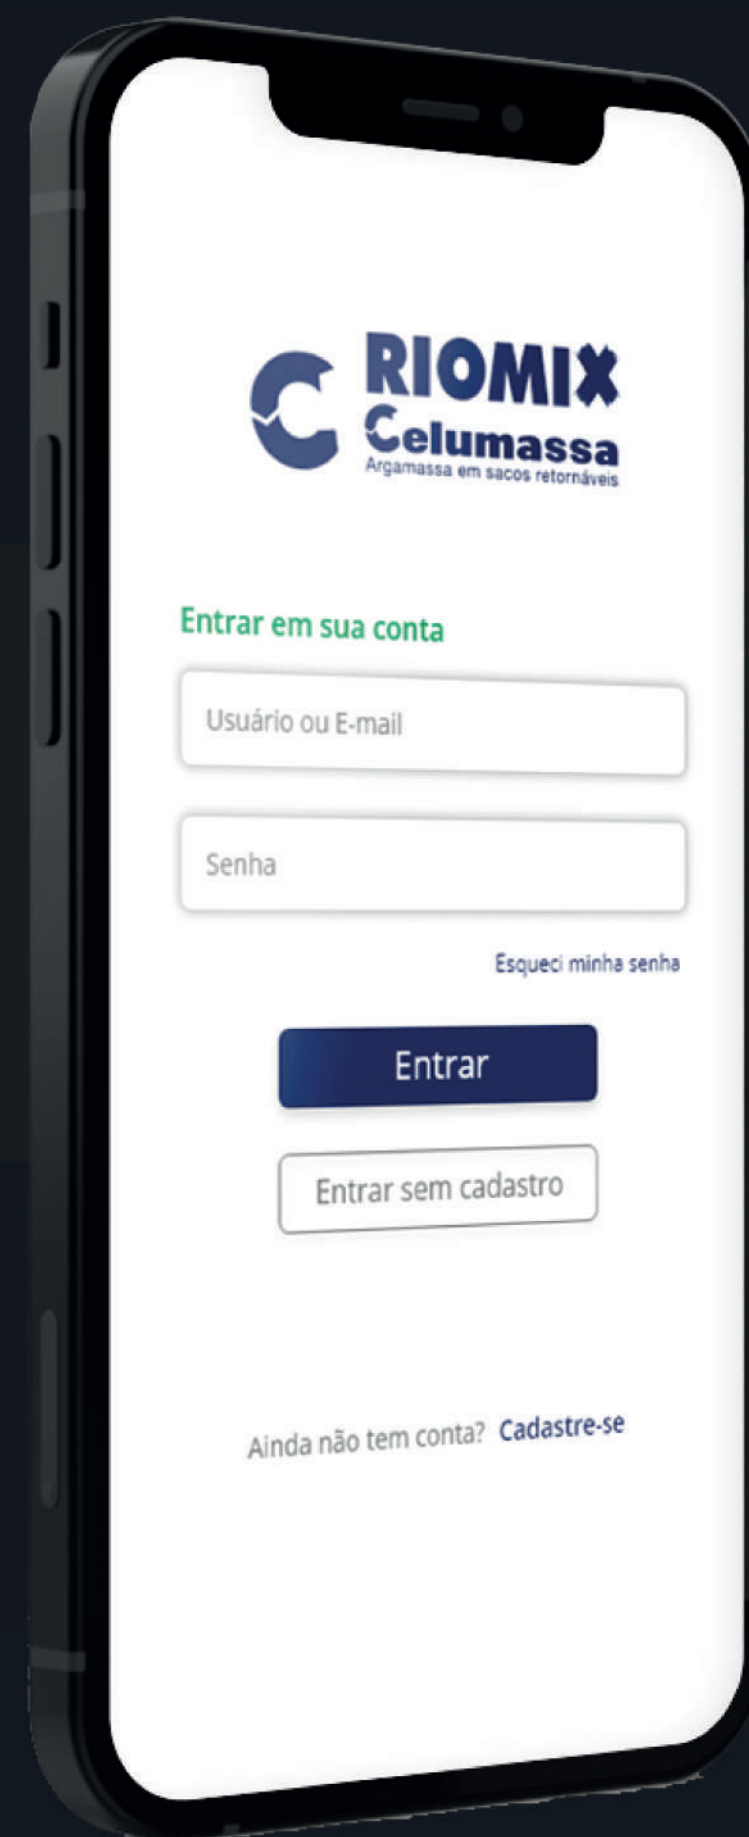 RIOMIX
Celumassa
Argamassa em sacos retornáveis
Entrar em sua conta
Usuário ou E-mail
Senha
Esqueci minha senha
Entrar
Entrar sem cadastro
Ainda não tem conta? Cadastre-se